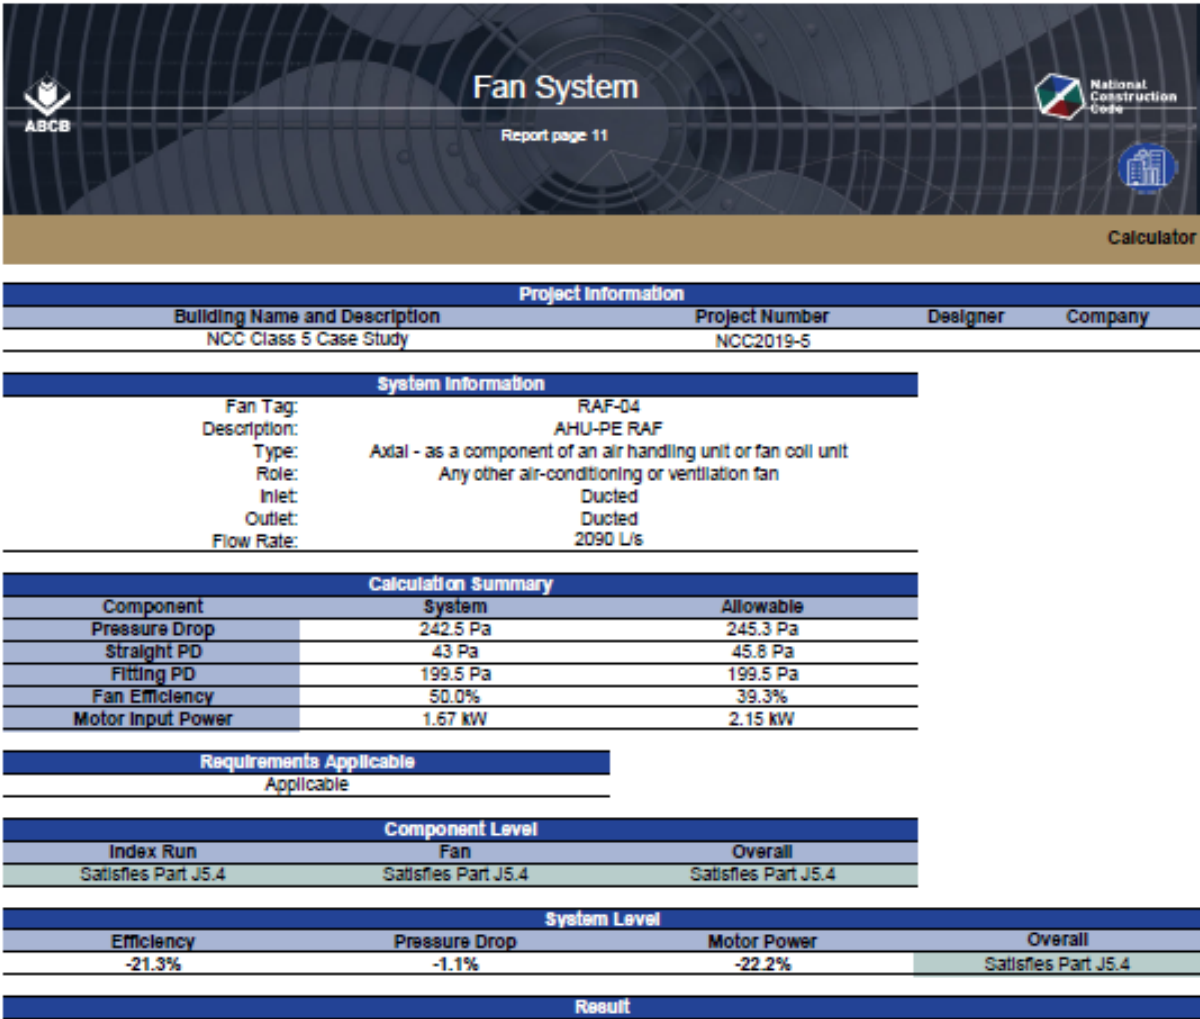 Fan System
Report page 11
ABCB
National
Construction
Code
Calculator
Project Information
Building Name and Description Project Number Designer Company
NCC Class 5 Case Study NCC2019-5
System Information
Fan Tag: RAF-04
Description: AHU-PE RAF
Type: Axial - as a component of an air handling unit or fan coil unit
Role: Any other air-conditioning or ventilation fan
Inlet: Ducted
Outlet: Ducted
Flow Rate: 2090 L/s
Calculation Summary
Component System Allowable
Pressure Drop 242.5 Pa 245.3 Pa
Straight PD 43 Pa 45.8 Pa
Fitting PD 199.5 Pa 199.5 Pa
Fan Efficiency 50.0% 39.3%
Motor Input Power 1.67 kW 2.15 kW
Requirements Applicable
Applicable
Component Level
Index Run Fan Overall
Satisfies Part J5.4 Satisfies Part J5.4 Satisfies Part J5.4
System Level
Efficiency Pressure Drop Motor Power Overall
-21.3% -1.1% -22.2% Satisfies Part J5.4
Result